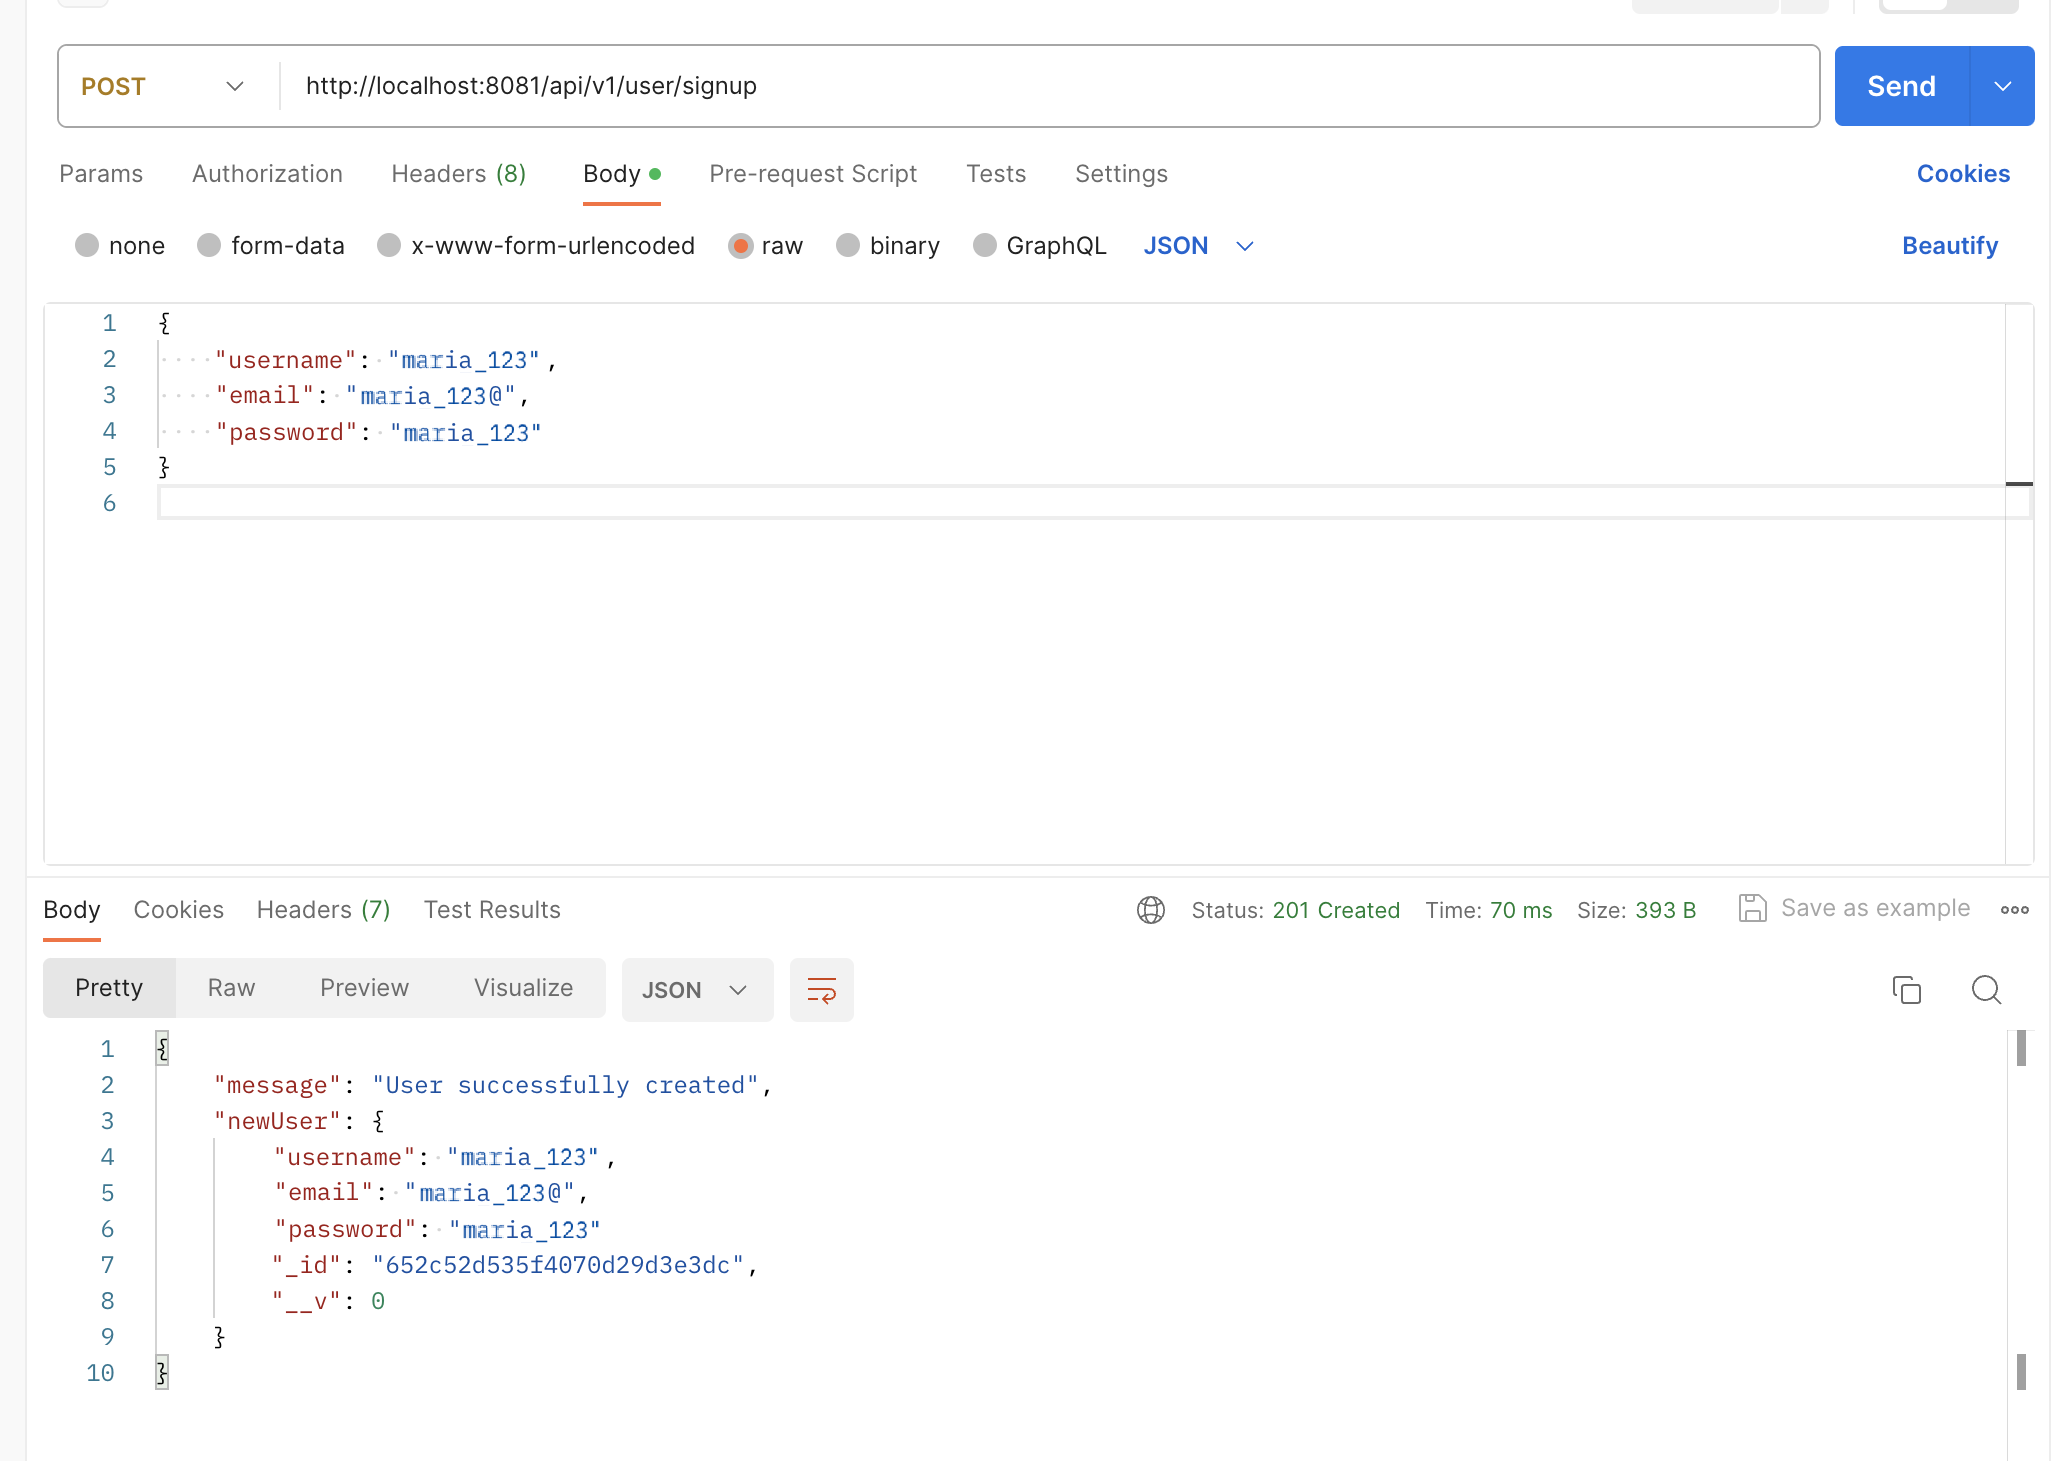 POST http://localhost:8081/api/v1/user/signup Send
Params Authorization Headers (8) Body Pre-request Script Tests Settings Cookies
none form-data x-www-form-urlencoded raw binary GraphQL JSON Beautify
1 {
2 "username": "maria_123",
3 "email": "maria_123@",
4 "password": "maria_123"
5 }
6
Body Cookies Headers (7) Test Results Status: 201 Created Time: 70 ms Size: 393 B Save as example
Pretty Raw Preview Visualize JSON
1 {
2 "message": "User successfully created",
3 "newUser": {
4 "username": "maria_123",
5 "email": "maria_123@",
6 "password": "maria_123"
7 "_id": "652c52d535f4070d29d3e3dc",
8 "__v": 0
9 }
10 }